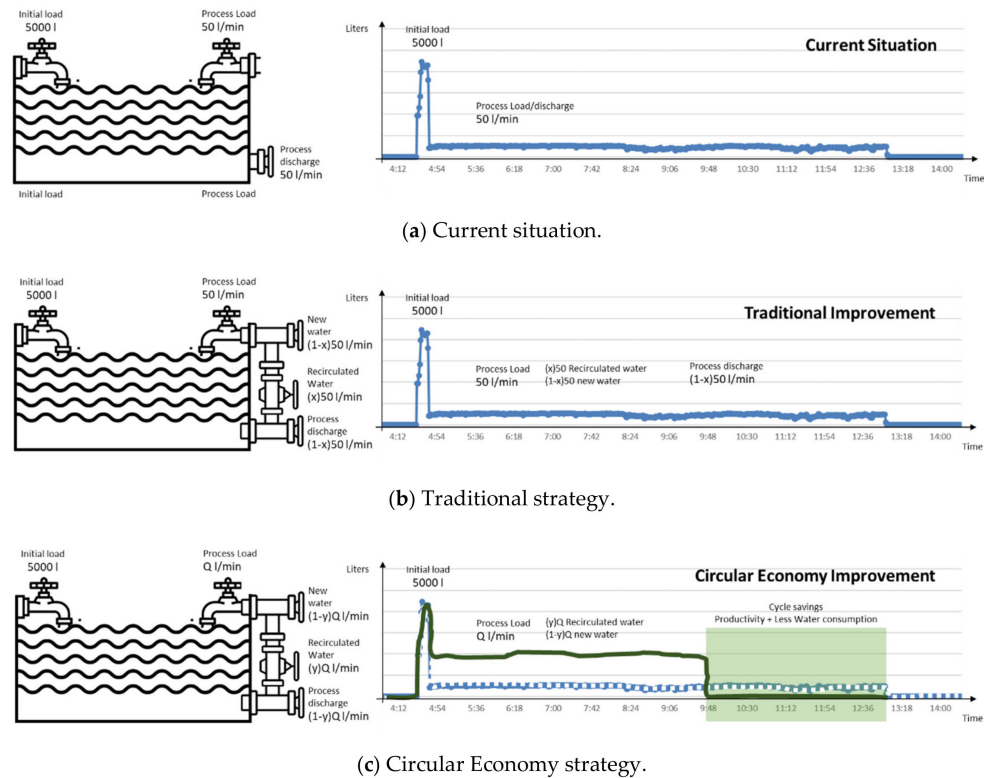 Initial load
5000 l
Process Load
50 l/min
Process
discharge
50 l/min
Initial load
Process Load
Liters
Initial load
5000 l
Current Situation
Process Load/discharge
50 l/min
4:12 4:54 5:36 6:18 7:00 7:42 8:24 9:06 9:48 10:30 11:12 11:54 12:36 13:18 14:00
Time
(a) Current situation.
Initial load
5000 l
Process Load
50 l/min
New
water
(1-x)50 l/min
Recirculated
Water
(x)50 l/min
Process
discharge
(1-x)50 l/min
Liters
Initial load
5000 l
Traditional Improvement
Process Load
50 l/min
(x)50 Recirculated water
(1-x)50 new water
Process discharge
(1-x)50 l/min
4:12 4:54 5:36 6:18 7:00 7:42 8:24 9:06 9:48 10:30 11:12 11:54 12:36 13:18 14:00
Time
(b) Traditional strategy.
Initial load
5000 l
Process Load
Q l/min
New
water
(1-y)Q l/min
Recirculated
Water
(y)Q l/min
Process
discharge
(1-y)Q l/min
Liters
Initial load
5000 l
Circular Economy Improvement
Process Load
Q l/min
(y)Q Recirculated water
(1-y)Q new water
Cycle savings
Productivity + Less Water consumption
4:12 4:54 5:36 6:18 7:00 7:42 8:24 9:06 9:48 10:30 11:12 11:54 12:36 13:18 14:00
Time
(c) Circular Economy strategy.